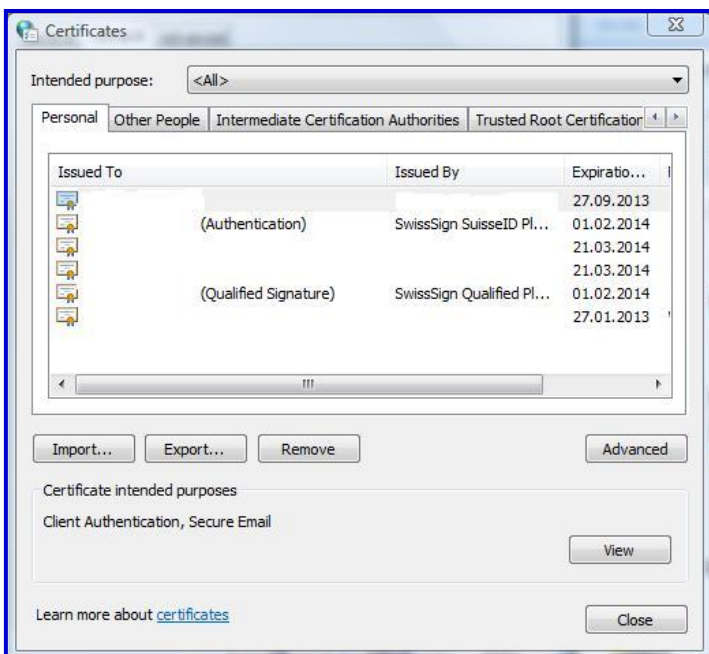 Certificates
Intended purpose: <All>
Personal Other People Intermediate Certification Authorities Trusted Root Certification
Issued To Issued By Expiratio...
27.09.2013
(Authentication) SwissSign SuisseID Pl... 01.02.2014
21.03.2014
21.03.2014
(Qualified Signature) SwissSign Qualified Pl... 01.02.2014
27.01.2013
Import... Export... Remove Advanced
Certificate intended purposes
Client Authentication, Secure Email
View
Learn more about certificates
Close